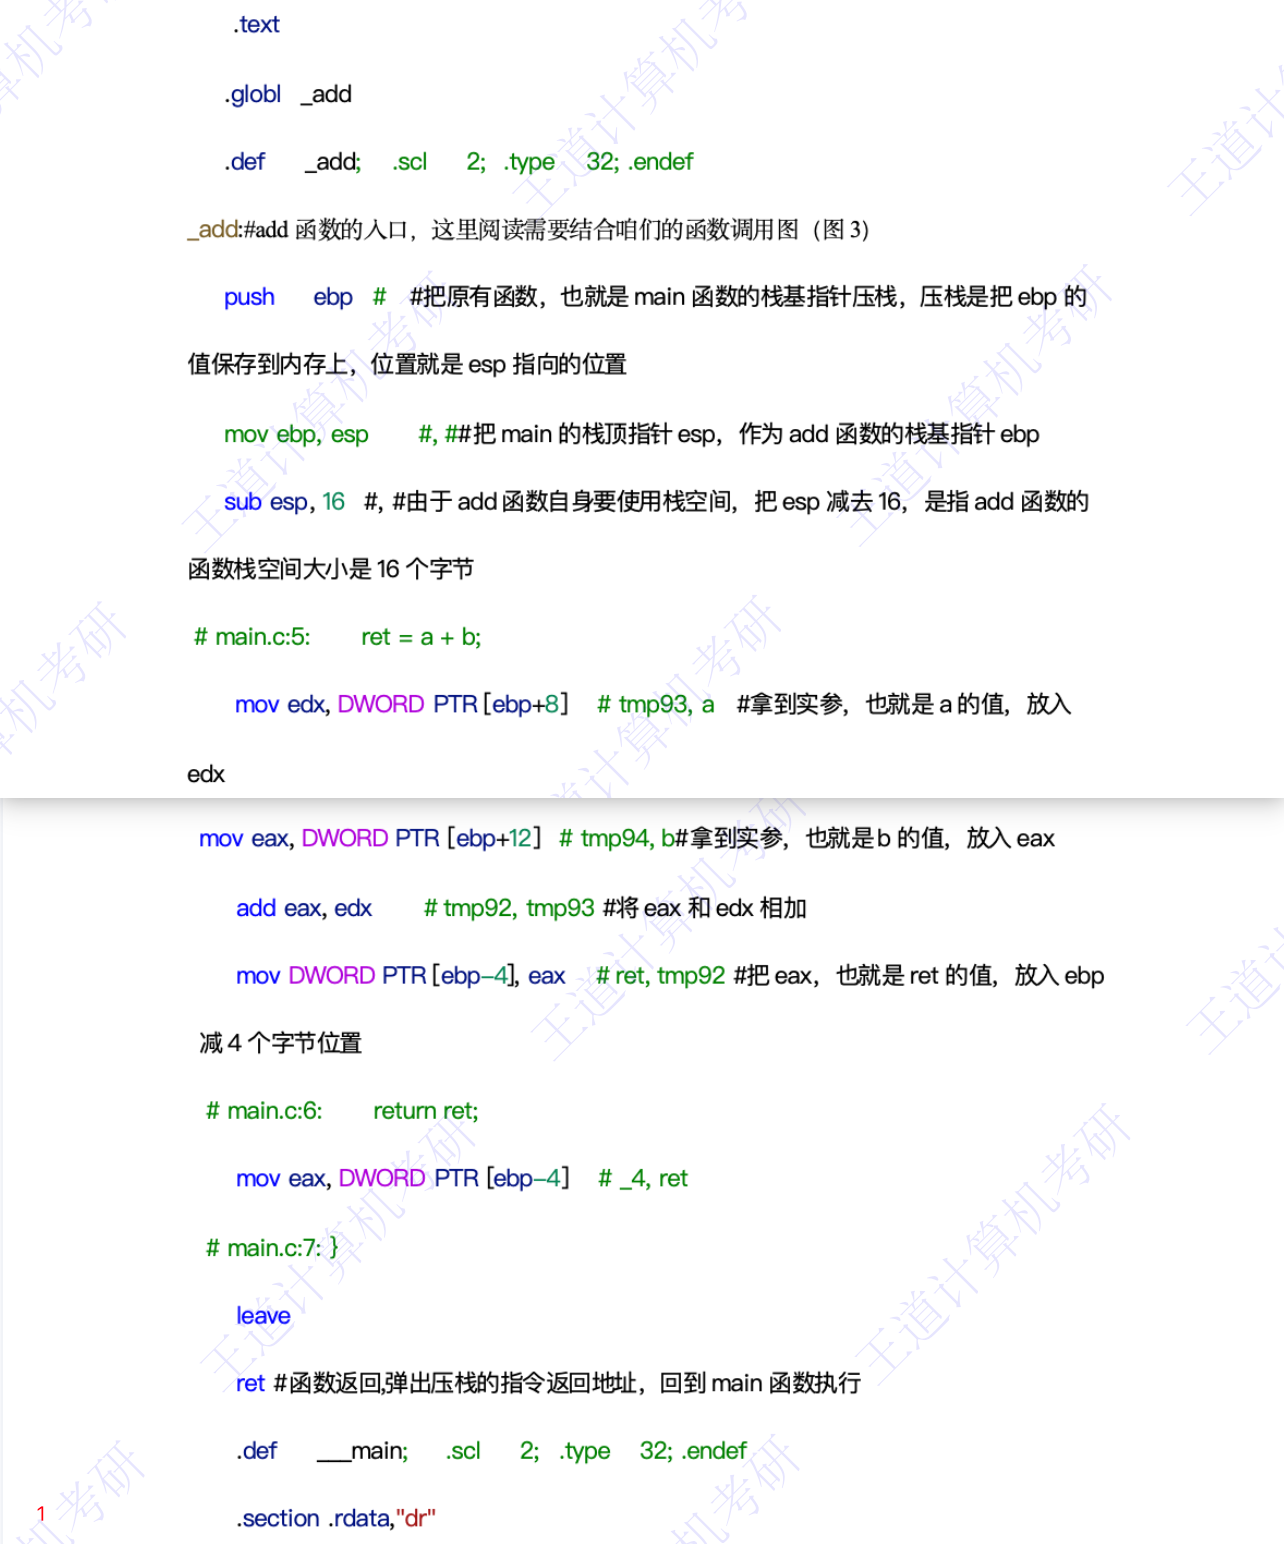 .text
.globl _add
.def _add; .scl 2; .type 32; .endef
_add:#add 函数的入口，这里阅读需要结合咱们的函数调用图（图 3）
push ebp # #把原有函数，也就是 main 函数的栈基指针压栈，压栈是把 ebp 的
值保存到内存上，位置就是 esp 指向的位置
mov ebp, esp #, ##把 main 的栈顶指针 esp，作为 add 函数的栈基指针 ebp
sub esp, 16 #, #由于 add 函数自身要使用栈空间，把 esp 减去 16，是指 add 函数的
函数栈空间大小是 16 个字节
# main.c:5: ret = a + b;
mov edx, DWORD PTR [ebp+8] # tmp93, a #拿到实参，也就是 a 的值，放入
edx
mov eax, DWORD PTR [ebp+12] # tmp94, b#拿到实参，也就是b 的值，放入 eax
add eax, edx # tmp92, tmp93 #将 eax 和 edx 相加
mov DWORD PTR [ebp-4], eax # ret, tmp92 #把 eax，也就是 ret 的值，放入 ebp
减 4 个字节位置
# main.c:6: return ret;
mov eax, DWORD PTR [ebp-4] # _4, ret
# main.c:7: }
leave
ret #函数返回,弹出压栈的指令返回地址，回到 main 函数执行
.def ___main; .scl 2; .type 32; .endef
1
.section .rdata,"dr"
王道计算机考研